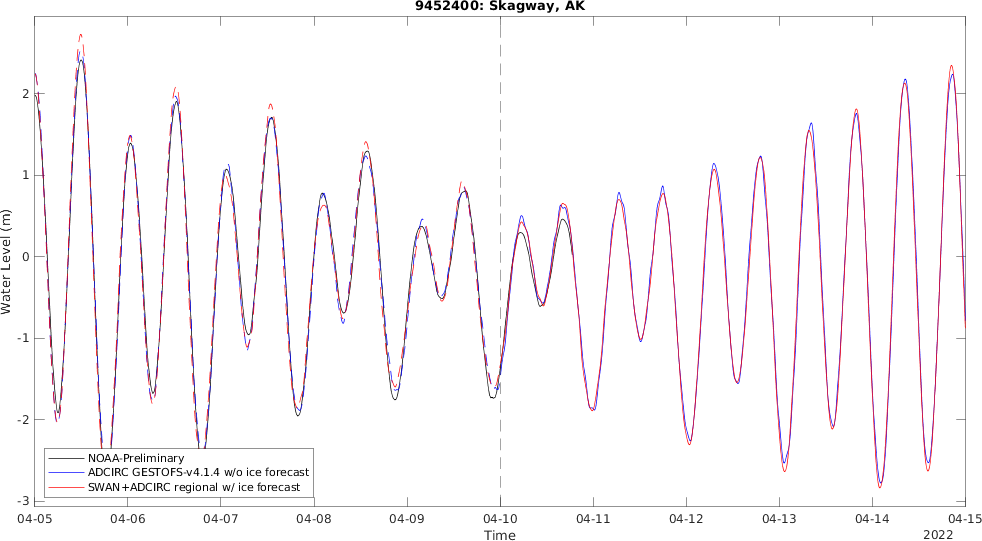 9452400: Skagway, AK
Water Level (m)
2
1
0
-1
-2
-3
NOAA-Preliminary
ADCIRC GESTOFS-v4.1.4 w/o ice forecast
SWAN+ADCIRC regional w/ ice forecast
04-05 04-06 04-07 04-08 04-09 04-10 04-11 04-12 04-13 04-14 04-15
Time
2022